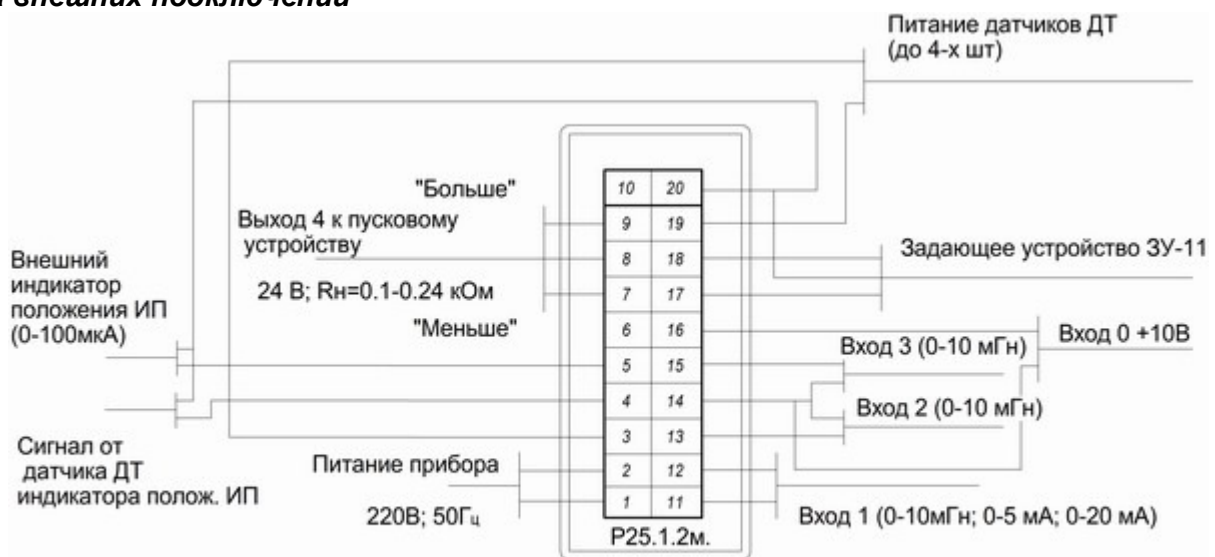 внешних подключений
Питание датчиков ДТ
(до 4-х шт)
"Больше"
Выход 4 к пусковому
устройству
24 В; Rн=0.1-0.24 кОм
"Меньше"
Внешний
индикатор
положения ИП
(0-100мкА)
Сигнал от
датчика ДТ
индикатора полож. ИП
Питание прибора
220В; 50Гц
10 20
9 19
8 18
7 17
6 16
5 15
4 14
3 13
2 12
1 11
Р25.1.2м.
Задающее устройство ЗУ-11
Вход 0 +10В
Вход 3 (0-10 мГн)
Вход 2 (0-10 мГн)
Вход 1 (0-10мГн; 0-5 мА; 0-20 мА)